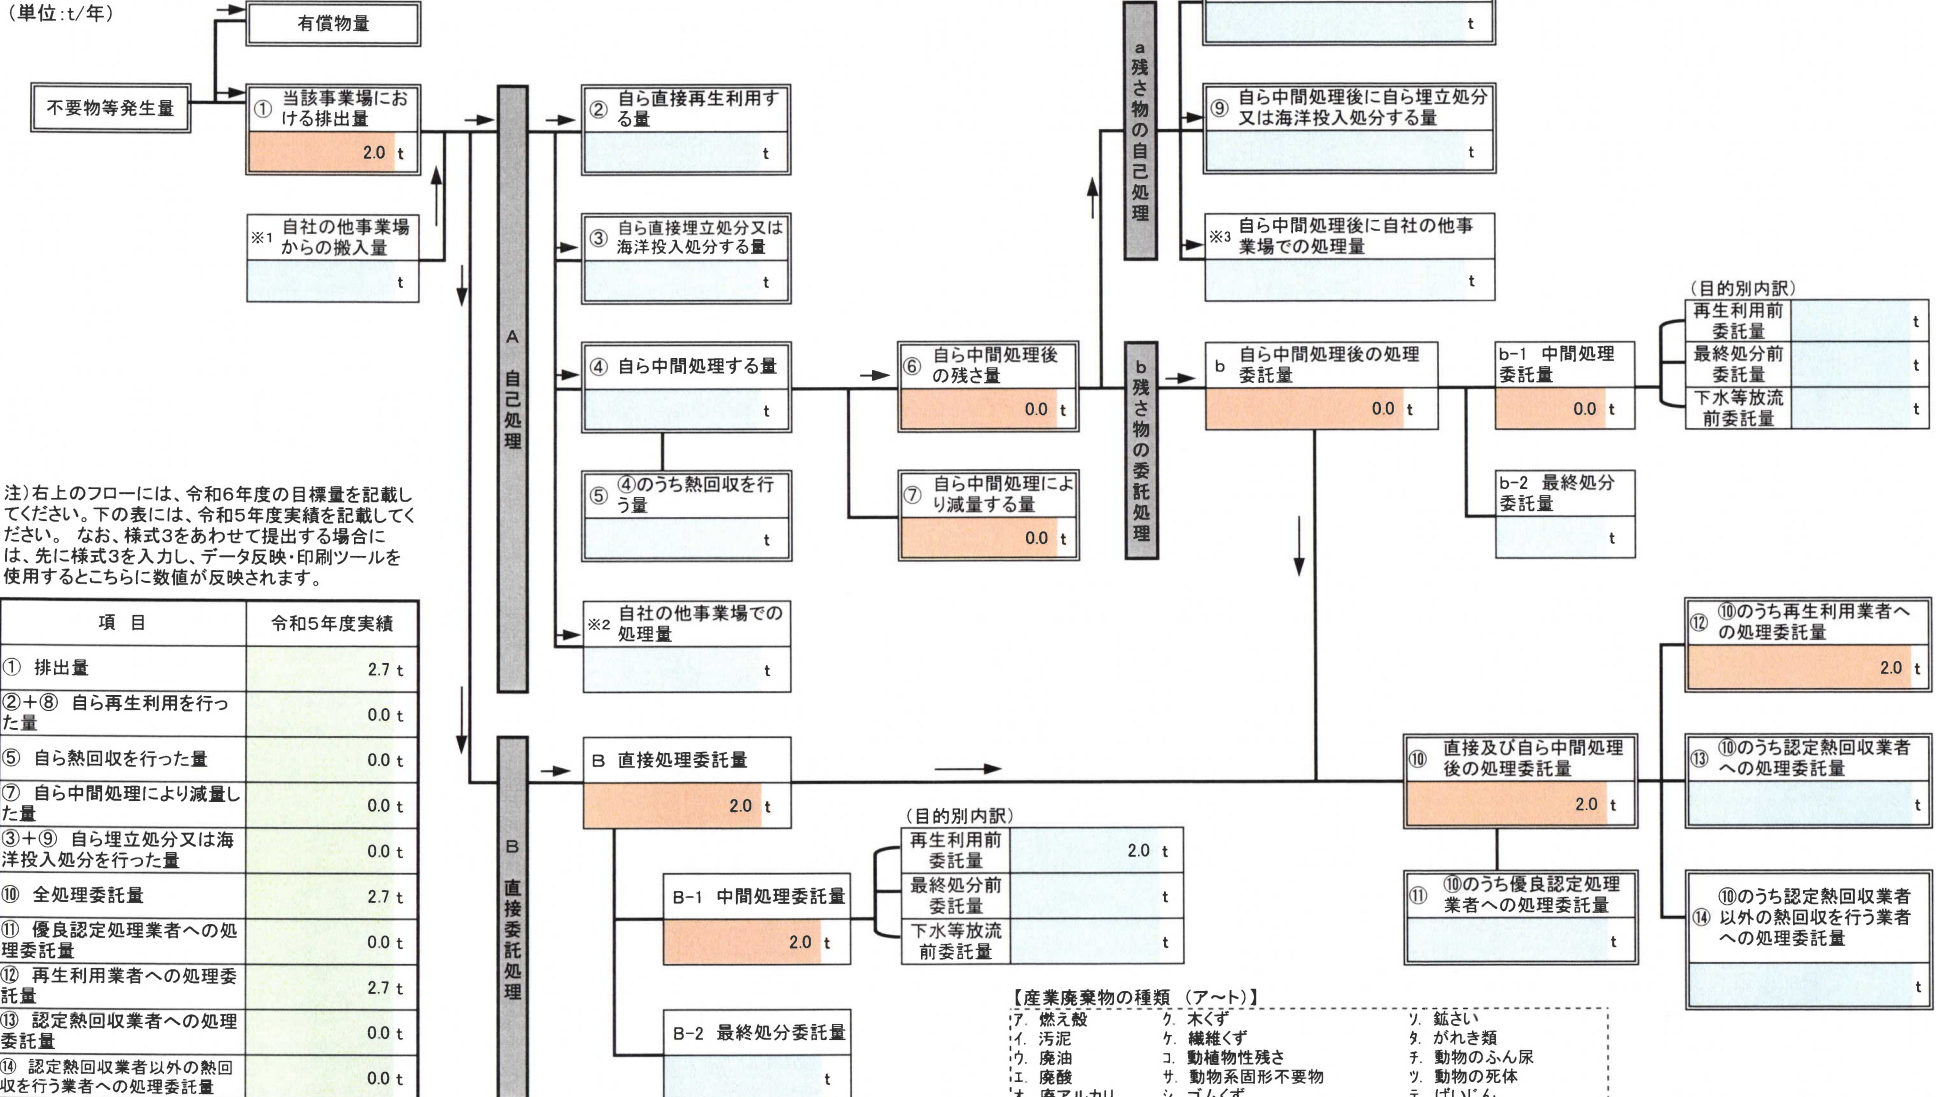 (単位:t/年)
有償物量
不要物等発生量
① 当該事業場にお
ける排出量
2.0 t
※1 自社の他事業場
からの搬入量
t
A 自己処理
② 自ら直接再生利用す
る量
t
③ 自ら直接埋立処分又は
海洋投入処分する量
t
④ 自ら中間処理する量
t
⑤ ④のうち熱回収を行
う量
t
※2 自社の他事業場での
処理量
t
⑥ 自ら中間処理後
の残さ量
0.0 t
⑦ 自ら中間処理によ
り減量する量
0.0 t
a 残さ物の自己処理
t
⑨ 自ら中間処理後に自ら埋立処分
又は海洋投入処分する量
t
※3 自ら中間処理後に自社の他事
業場での処理量
t
b 残さ物の委託処理
b 自ら中間処理後の処理
委託量
0.0 t
b-1 中間処理
委託量
0.0 t
(目的別内訳)
再生利用前
委託量
t
最終処分前
委託量
t
下水等放流
前委託量
t
b-2 最終処分
委託量
t
注)右上のフローには、令和6年度の目標量を記載し
てください。下の表には、令和5年度実績を記載してく
ださい。 なお、様式3をあわせて提出する場合に
は、先に様式3を入力し、データ反映・印刷ツールを
使用するとこちらに数値が反映されます。
項 目 令和5年度実績
① 排出量 2.7 t
②+⑧ 自ら再生利用を行っ
た量
0.0 t
⑤ 自ら熱回収を行った量 0.0 t
⑦ 自ら中間処理により減量し
た量
0.0 t
③+⑨ 自ら埋立処分又は海
洋投入処分を行った量
0.0 t
⑩ 全処理委託量 2.7 t
⑪ 優良認定処理業者への処
理委託量
0.0 t
⑫ 再生利用業者への処理委
託量
2.7 t
⑬ 認定熱回収業者への処理
委託量
0.0 t
⑭ 認定熱回収業者以外の熱回
収を行う業者への処理委託量
0.0 t
B 直接委託処理
B 直接処理委託量
2.0 t
B-1 中間処理委託量
2.0 t
(目的別内訳)
再生利用前
委託量
2.0 t
最終処分前
委託量
t
下水等放流
前委託量
t
B-2 最終処分委託量
t
⑩ 直接及び自ら中間処理
後の処理委託量
2.0 t
⑪ ⑩のうち優良認定処理
業者への処理委託量
t
⑫ ⑩のうち再生利用業者へ
の処理委託量
2.0 t
⑬ ⑩のうち認定熱回収業者
への処理委託量
t
⑭ ⑩のうち認定熱回収業者
以外の熱回収を行う業者
への処理委託量
t
【産業廃棄物の種類 (ア〜ト)】
ア. 燃え殻 ク. 木くず ソ. 鉱さい
イ. 汚泥 ケ. 繊維くず タ. がれき類
ウ. 廃油 コ. 動植物性残さ チ. 動物のふん尿
エ. 廃酸 サ. 動物系固形不要物 ツ. 動物の死体
オ. 廃アルカリ シ. ゴムくず テ. ばいじん